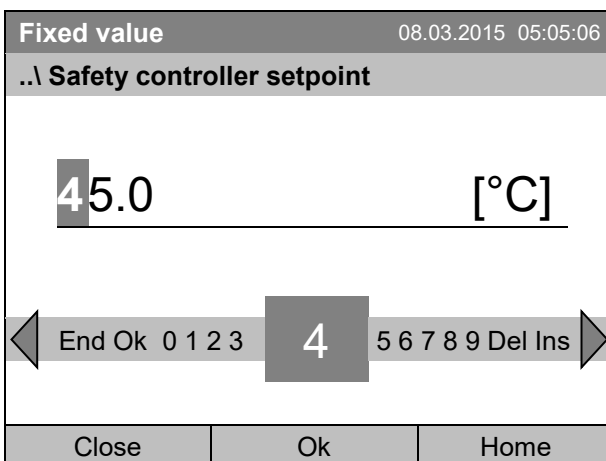 Fixed value 08.03.2015 05:05:06
..\ Safety controller setpoint
45.0 [°C]
End Ok 0 1 2 3 4 5 6 7 8 9 Del Ins
Close Ok Home